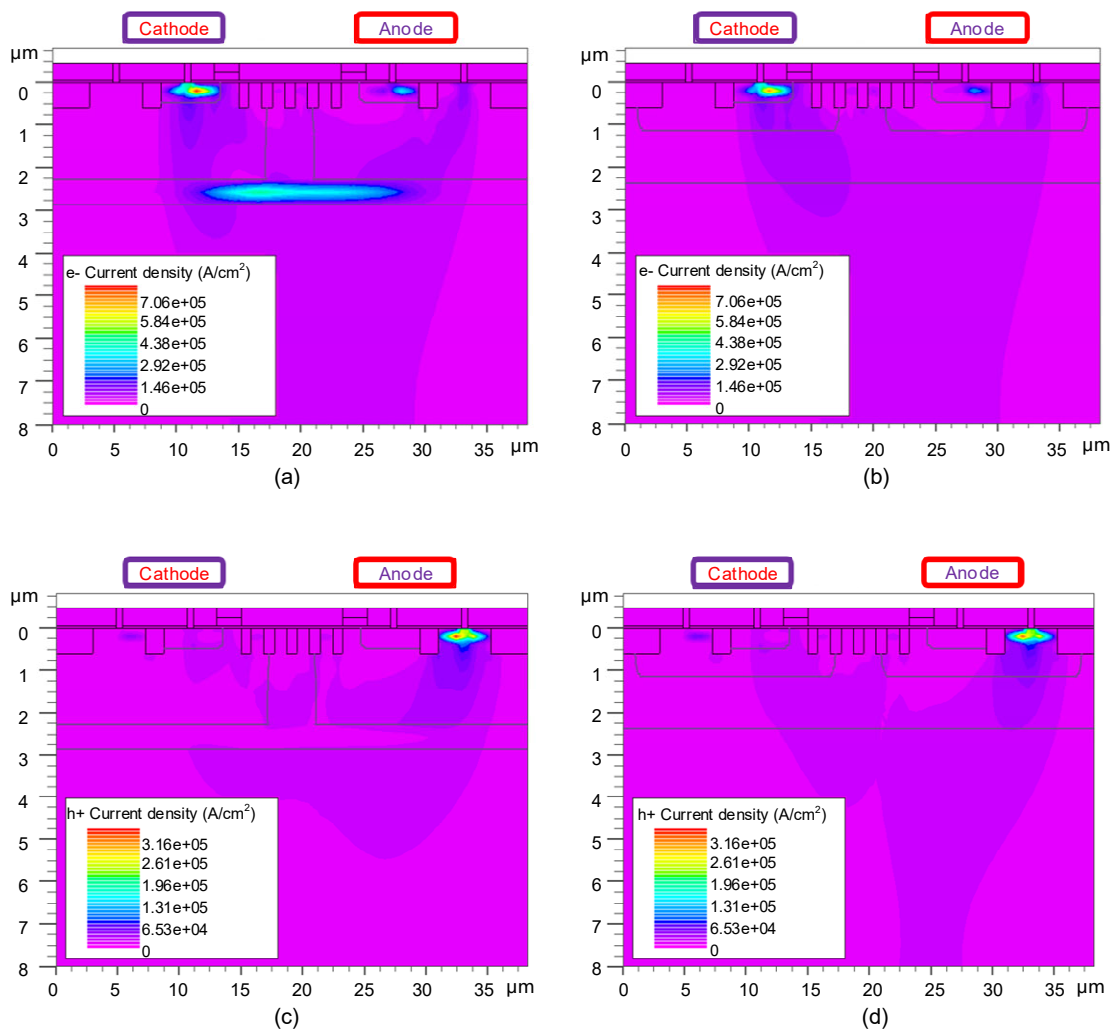 Cathode Anode
µm
0
1
2
3
4
5
6
7
8
e- Current density (A/cm²)
7.06e+05
5.84e+05
4.38e+05
2.92e+05
1.46e+05
0
0 5 10 15 20 25 30 35 µm
(a)
Cathode Anode
µm
0
1
2
3
4
5
6
7
8
e- Current density (A/cm²)
7.06e+05
5.84e+05
4.38e+05
2.92e+05
1.46e+05
0
0 5 10 15 20 25 30 35 µm
(b)
Cathode Anode
µm
0
1
2
3
4
5
6
7
8
h+ Current density (A/cm²)
3.16e+05
2.61e+05
1.96e+05
1.31e+05
6.53e+04
0
0 5 10 15 20 25 30 35 µm
(c)
Cathode Anode
µm
0
1
2
3
4
5
6
7
8
h+ Current density (A/cm²)
3.16e+05
2.61e+05
1.96e+05
1.31e+05
6.53e+04
0
0 5 10 15 20 25 30 35 µm
(d)